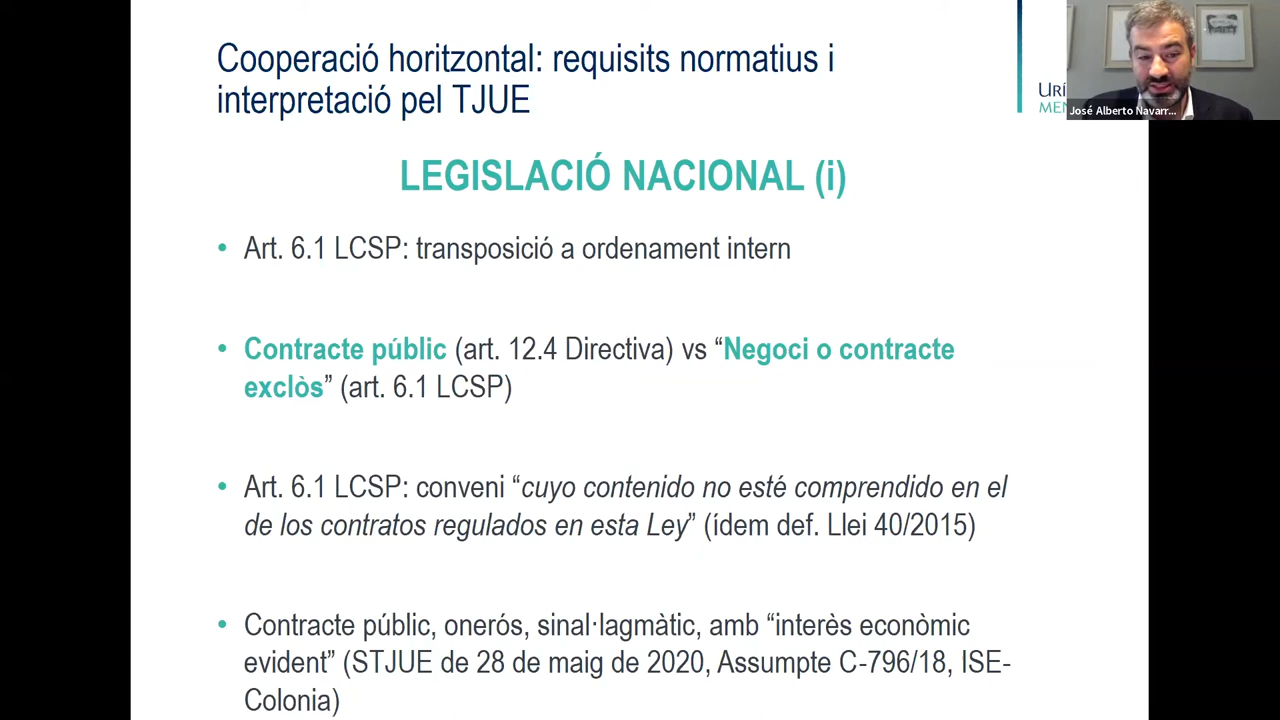 Cooperació horitzontal: requisits normatius i
interpretació pel TJUE
José Alberto Navarr...
LEGISLACIÓ NACIONAL (i)
• Art. 6.1 LCSP: transposició a ordenament intern
• Contracte públic (art. 12.4 Directiva) vs “Negoci o contracte
exclòs” (art. 6.1 LCSP)
• Art. 6.1 LCSP: conveni “cuyo contenido no esté comprendido en el
de los contratos regulados en esta Ley” (ídem def. Llei 40/2015)
• Contracte públic, onerós, sinal·lagmàtic, amb “interès econòmic
evident” (STJUE de 28 de maig de 2020, Assumpte C-796/18, ISE-
Colonia)